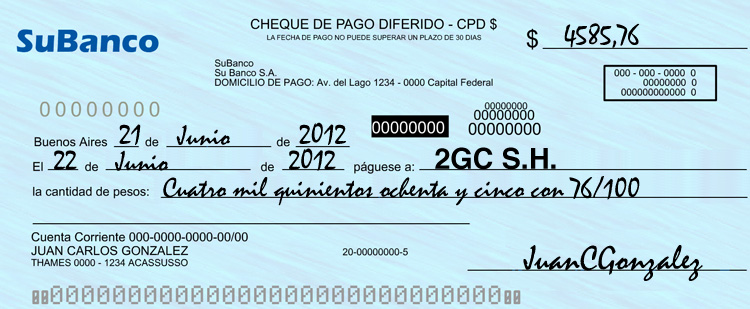 SuBanco
CHEQUE DE PAGO DIFERIDO - CPD $
LA FECHA DE PAGO NO PUEDE SUPERAR UN PLAZO DE 30 DIAS
$ 4585,76
SuBanco
Su Banco S.A.
DOMICILIO DE PAGO: Av. del Lago 1234 - 0000 Capital Federal
000 - 000 - 0000 0
00000000 0
000000000000 0
00000000
00000000
00000000
00000000
00000000
Buenos Aires 21 de Junio de 2012
El 22 de Junio de 2012 páguese a: 2GC S.H.
la cantidad de pesos: Cuatro mil quinientos ochenta y cinco con 76/100
Cuenta Corriente 000-0000-0000-00/00
JUAN CARLOS GONZALEZ
THAMES 0000 - 1234 ACASSUSO
20-00000000-5
JuanCGonzalez